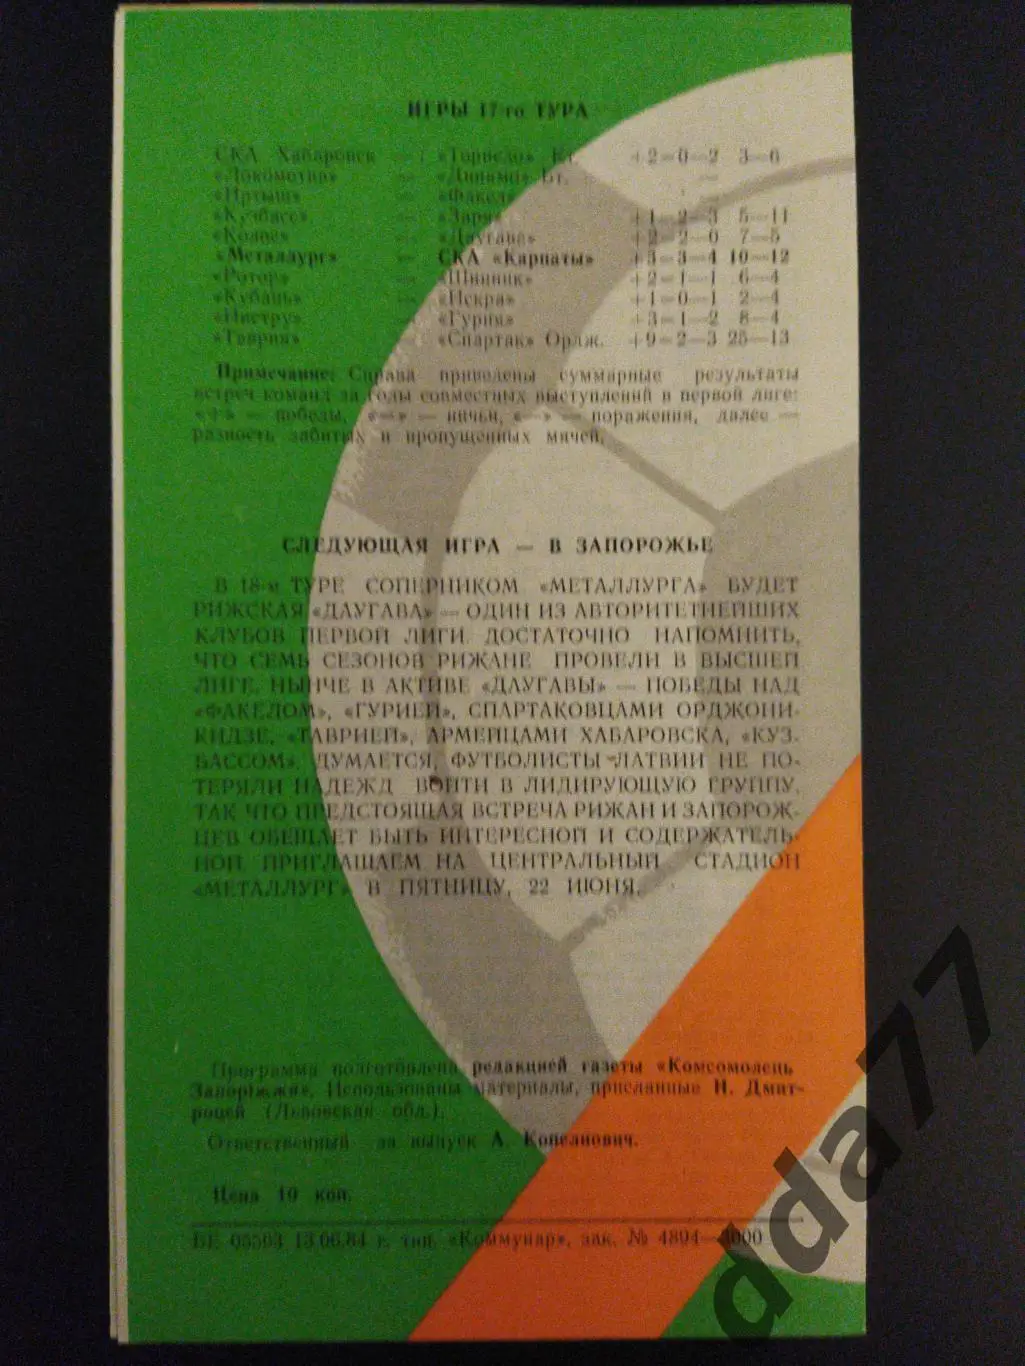 ИГРЫ 17-го ТУРА
СКА Хабаровск — «Торпедо» Кт. +2=0−2 3−6
«Локомотив» — «Динамо» Бт. —
«Иртыш» — «Факел» —
«Кузбасс» — «Заря» +1=2−3 5−11
«Колос» — «Даугава» +2=2−0 7−5
«Металлург» — СКА «Карпаты» +3=3−4 10−12
«Ротор» — «Шинник» +2=1−1 6−4
«Кубань» — «Искра» +1=0−1 2−4
«Нистру» — «Гурия» +3=1−2 8−4
«Таврия» — «Спартак» Ордж. +9=2−3 25−13
Примечание: Справа приведены суммарные результаты
встреч команд за годы совместных выступлений в первой лиге:
«+» — победы, «=» — ничьи, «—» — поражения, далее —
разность забитых и пропущенных мячей.
СЛЕДУЮЩАЯ ИГРА — В ЗАПОРОЖЬЕ
В 18-м ТУРЕ СОПЕРНИКОМ «МЕТАЛЛУРГА» БУДЕТ
РИЖСКАЯ «ДАУГАВА» — ОДИН ИЗ АВТОРИТЕТНЕЙШИХ
КЛУБОВ ПЕРВОЙ ЛИГИ. ДОСТАТОЧНО НАПОМНИТЬ,
ЧТО СЕМЬ СЕЗОНОВ РИЖАНЕ ПРОВЕЛИ В ВЫСШЕЙ
ЛИГЕ. НЫНЧЕ В АКТИВЕ «ДАУГАВЫ» — ПОБЕДЫ НАД
«ФАКЕЛОМ», «ГУРИЕЙ», СПАРТАКОВЦАМИ ОРДЖОНИ-
КИДЗЕ, «ТАВРИЕЙ», АРМЕЙЦАМИ ХАБАРОВСКА, «КУЗ-
БАССОМ». ДУМАЕТСЯ, ФУТБОЛИСТЫ ЛАТВИИ НЕ ПО-
ТЕРЯЛИ НАДЕЖД ВОЙТИ В ЛИДИРУЮЩУЮ ГРУППУ,
ТАК ЧТО ПРЕДСТОЯЩАЯ ВСТРЕЧА РИЖАН И ЗАПОРОЖ-
ЦЕВ ОБЕЩАЕТ БЫТЬ ИНТЕРЕСНОЙ И СОДЕРЖАТЕЛЬ-
НОЙ ПРИГЛАШАЕМ НА ЦЕНТРАЛЬНЫЙ СТАДИОН
«МЕТАЛЛУРГ» В ПЯТНИЦУ, 22 ИЮНЯ.
Программа подготовлена редакцией газеты «Комсомолець
Запоріжжя». Использованы материалы, присланные Н. Дмит-
роцей (Львовская обл.).
Ответственный за выпуск А. Копелиович.
Цена 10 коп.
БЕ 05503 13.06.84 г. тип. «Коммунар», зак. № 4894—4000
dda77